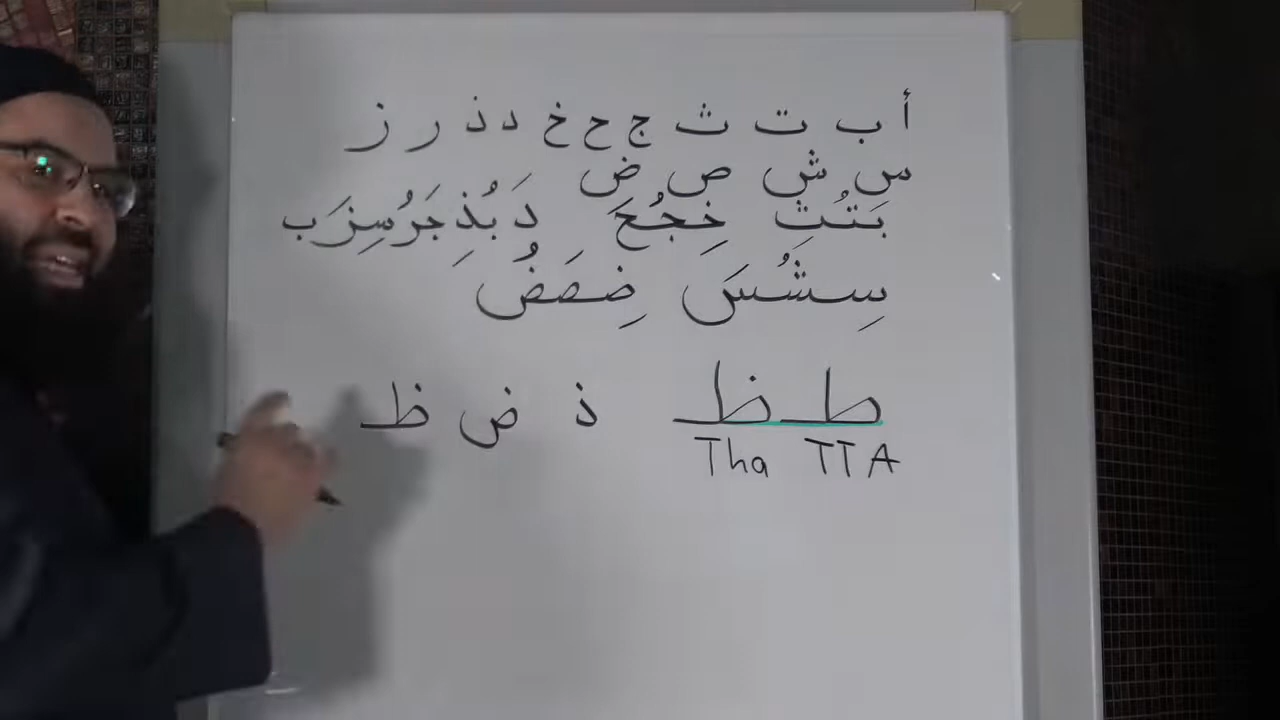 أ ب ت ث ج ح خ د ذ ر ز
س ش ص ض
بَتُثِ خِجُحَ دَ بُذِجَرُسِزَب
سِشُسَ ضِصَضُ
ط ظ ذ ض ظ
TTA Tha